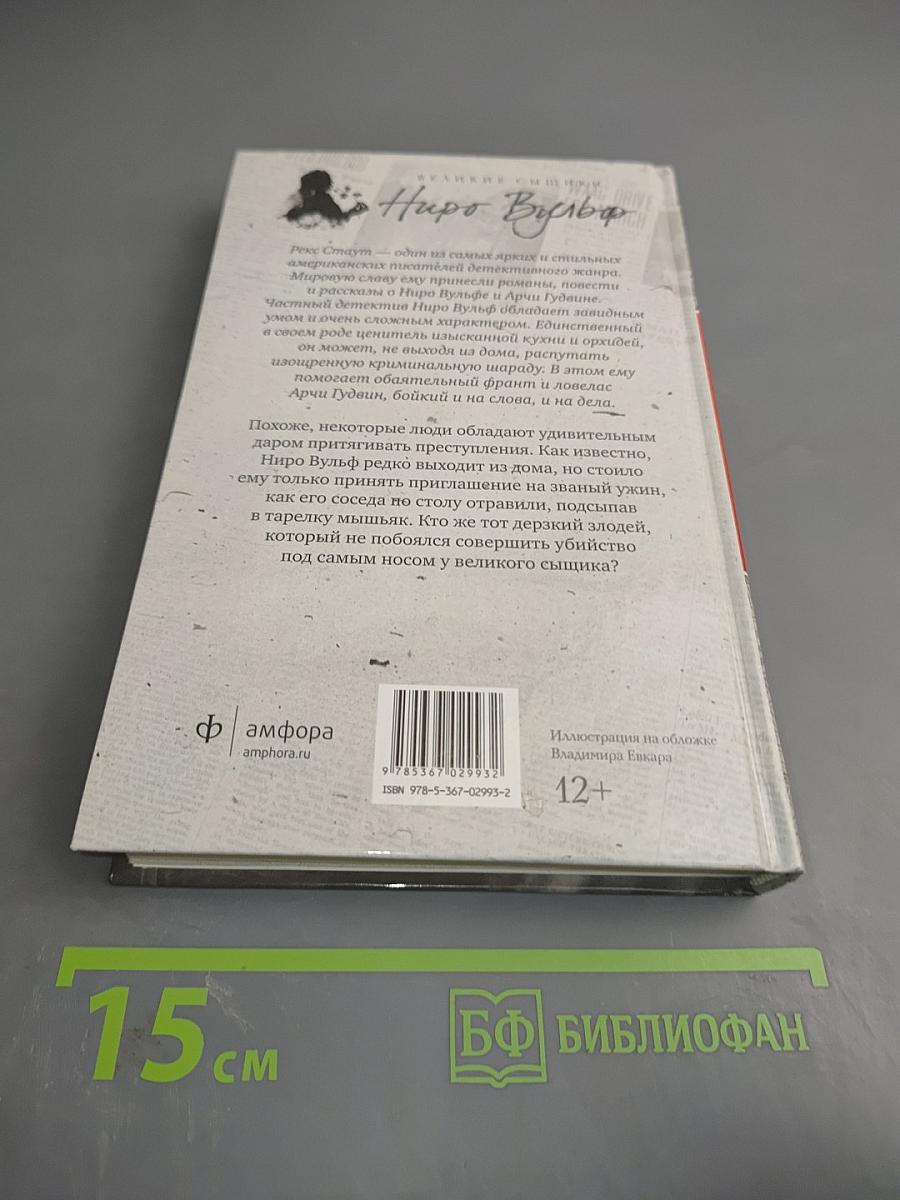 ВЕЛИКИЕ СЫЩИКИ
Ниро Вульф
Рекс Стаут — один из самых ярких и стильных
американских писателей детективного жанра.
Мировую славу ему принесли романы, повести
и рассказы о Ниро Вульфе и Арчи Гудвине.
Частный детектив Ниро Вульф обладает завидным
умом и очень сложным характером. Единственный
в своем роде ценитель изысканной кухни и орхидей,
он может, не выходя из дома, распутать
изощренную криминальную шараду. В этом ему
помогает обаятельный франт и ловелас
Арчи Гудвин, бойкий и на слова, и на дела.
Похоже, некоторые люди обладают удивительным
даром притягивать преступления. Как известно,
Ниро Вульф редко выходит из дома, но стоило
ему только принять приглашение на званый ужин,
как его соседа по столу отравили, подсыпав
в тарелку мышьяк. Кто же тот дерзкий злодей,
который не побоялся совершить убийство
под самым носом у великого сыщика?
ф амфора
amphora.ru
9 785367 029932
ISBN 978-5-367-02993-2
Иллюстрация на обложке
Владимира Евкара
12+
15 см
БФ БИБЛИОФАН